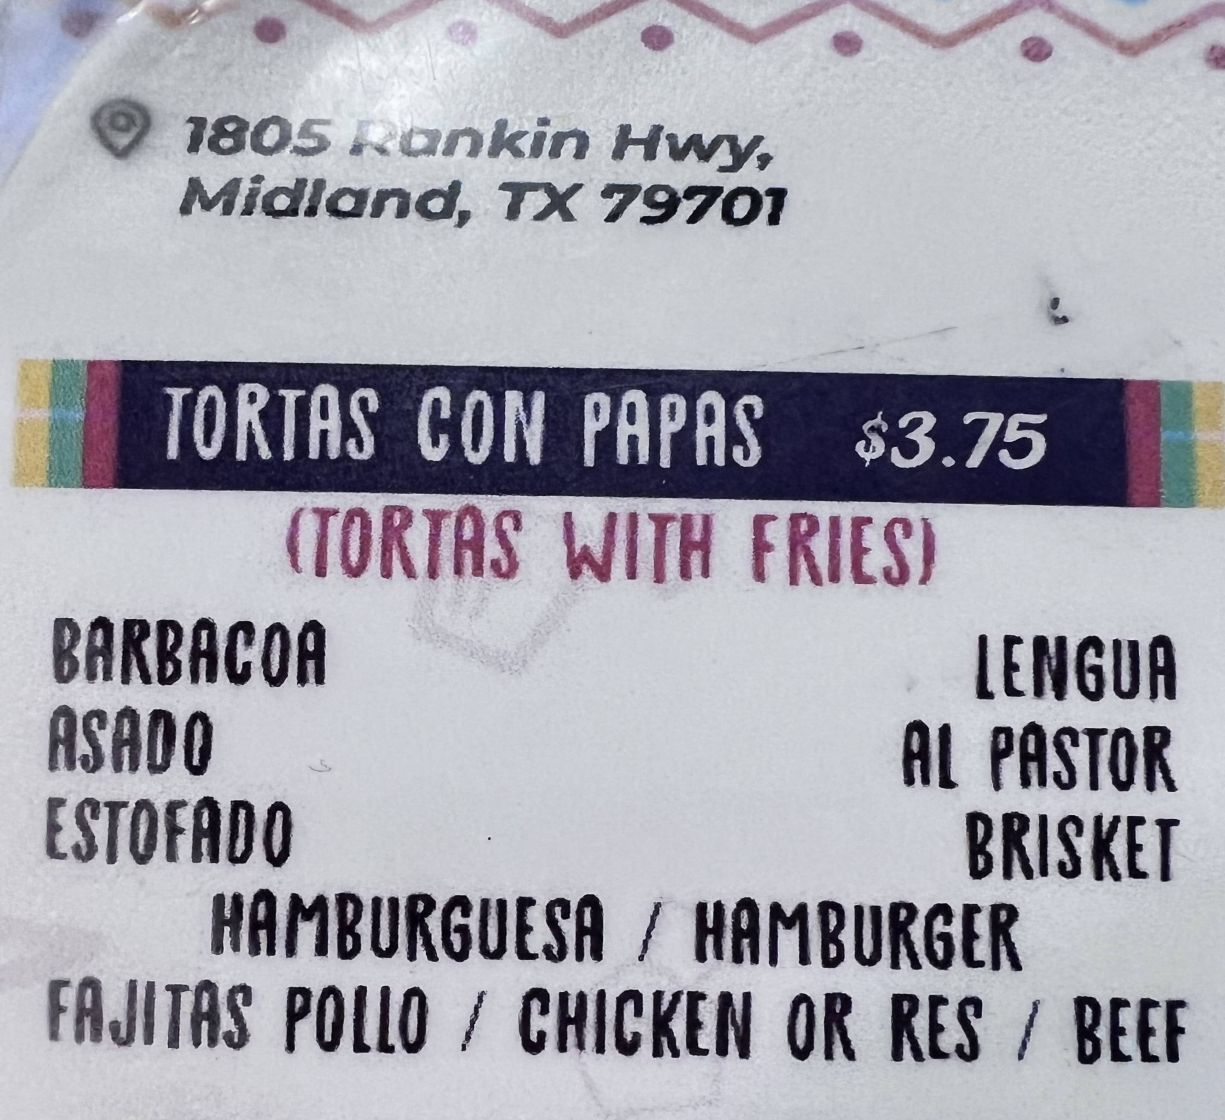 1805 Rankin Hwy,
Midland, TX 79701
TORTAS CON PAPAS $3.75
(TORTAS WITH FRIES)
BARBACOA LENGUA
ASADO AL PASTOR
ESTOFADO BRISKET
HAMBURGUESA / HAMBURGER
FAJITAS POLLO / CHICKEN OR RES / BEEF